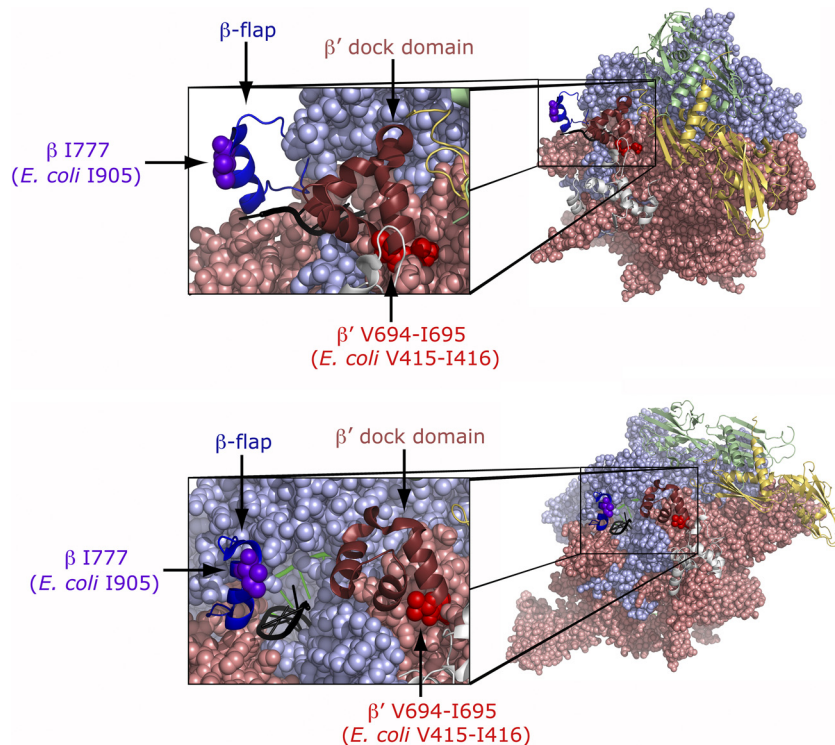 β-flap
β′ dock domain
β I777
(E. coli I905)
β′ V694-I695
(E. coli V415-I416)
β-flap
β′ dock domain
β I777
(E. coli I905)
β′ V694-I695
(E. coli V415-I416)